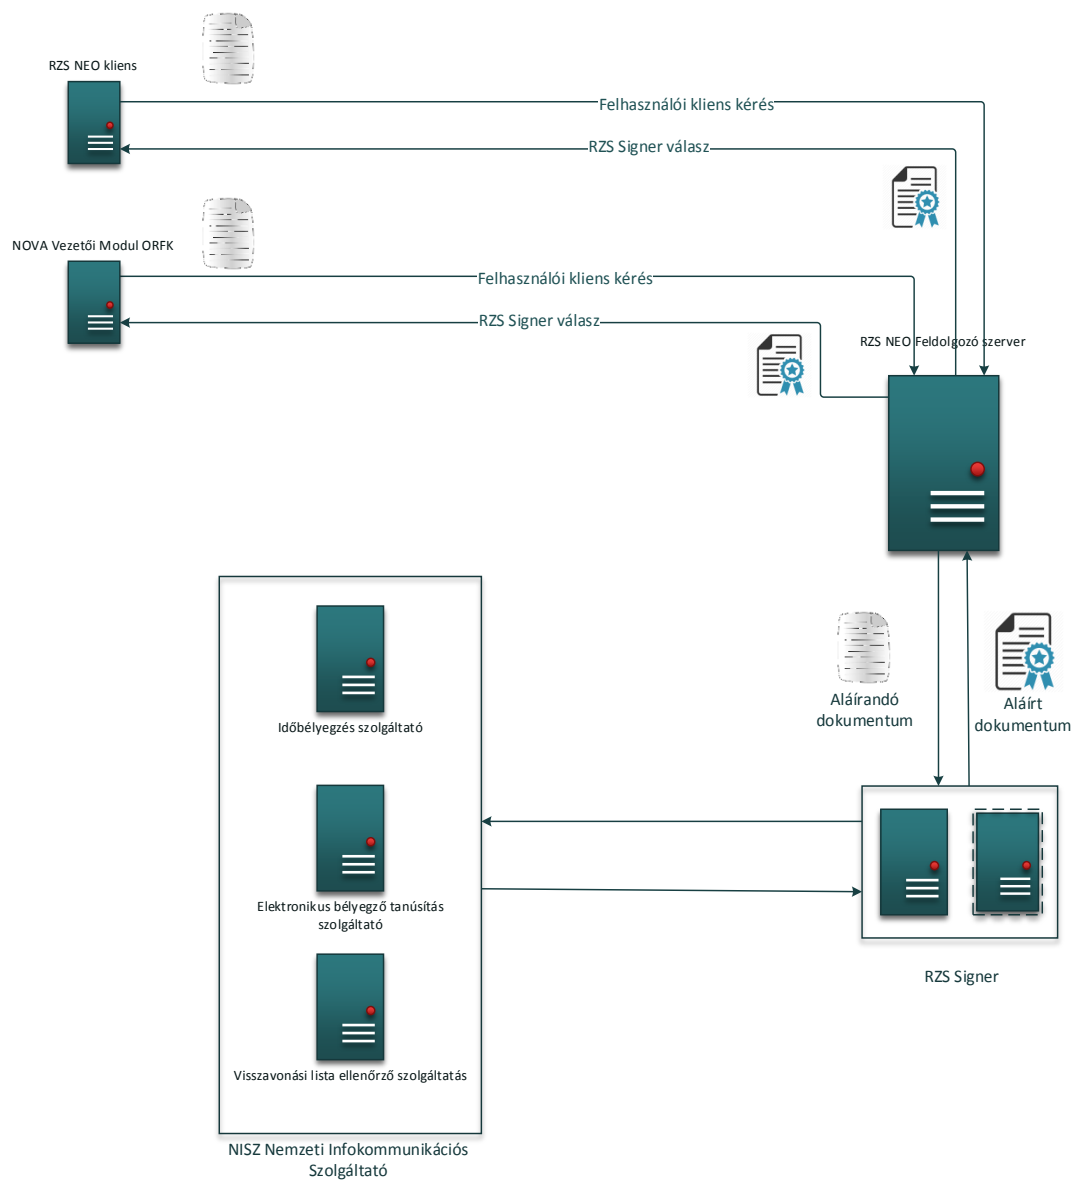 RZS NEO kliens
Felhasználói kliens kérés
RZS Signer válasz
NOVA Vezetői Modul ORFK
Felhasználói kliens kérés
RZS Signer válasz
RZS NEO Feldolgozó szerver
Aláírandó
dokumentum
Aláírt
dokumentum
Időbélyegzés szolgáltató
Elektronikus bélyegző tanúsítás
szolgáltató
RZS Signer
Visszavonási lista ellenőrző szolgáltatás
NISZ Nemzeti Infokommunikációs
Szolgáltató